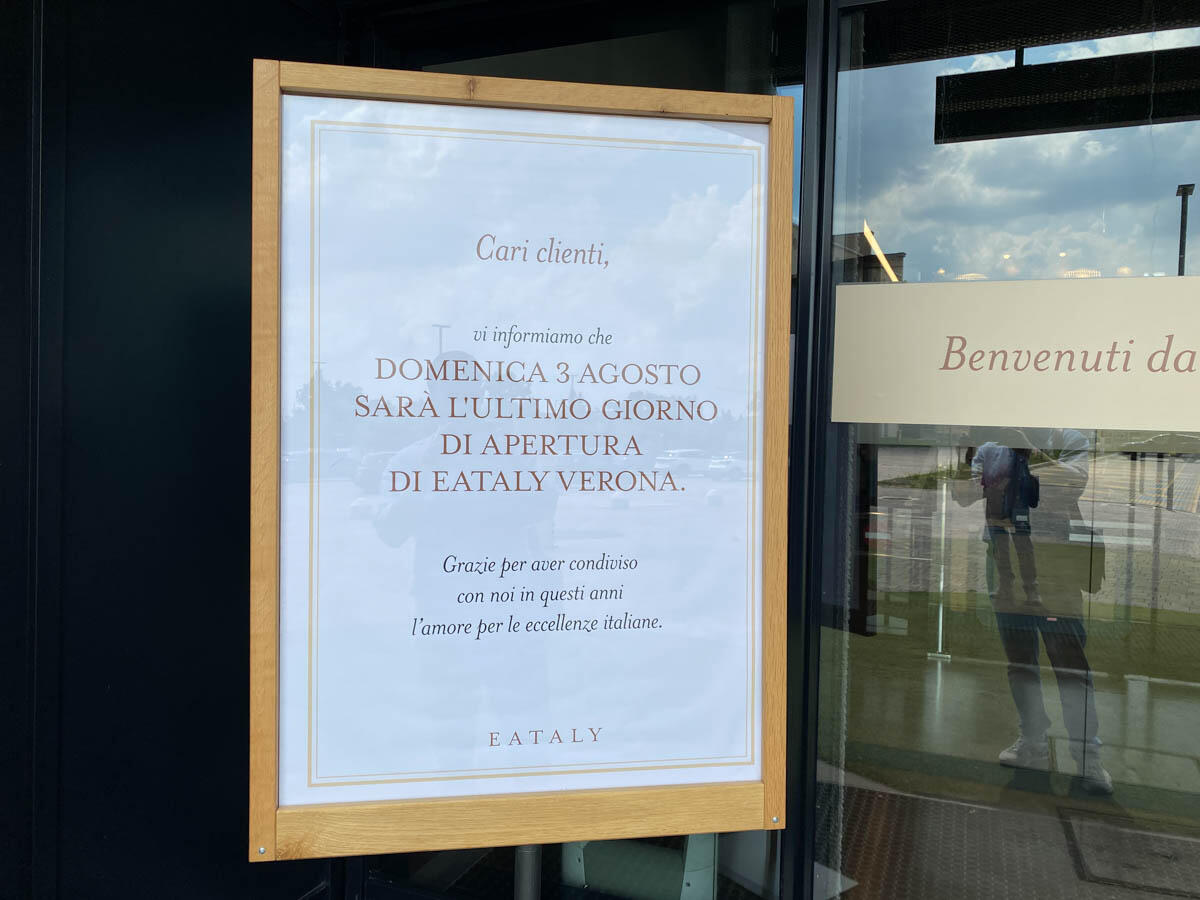 Cari clienti,
vi informiamo che
DOMENICA 3 AGOSTO
SARÀ L'ULTIMO GIORNO
DI APERTURA
DI EATALY VERONA.
Grazie per aver condiviso
con noi in questi anni
l'amore per le eccellenze italiane.
EATALY
Benvenuti da